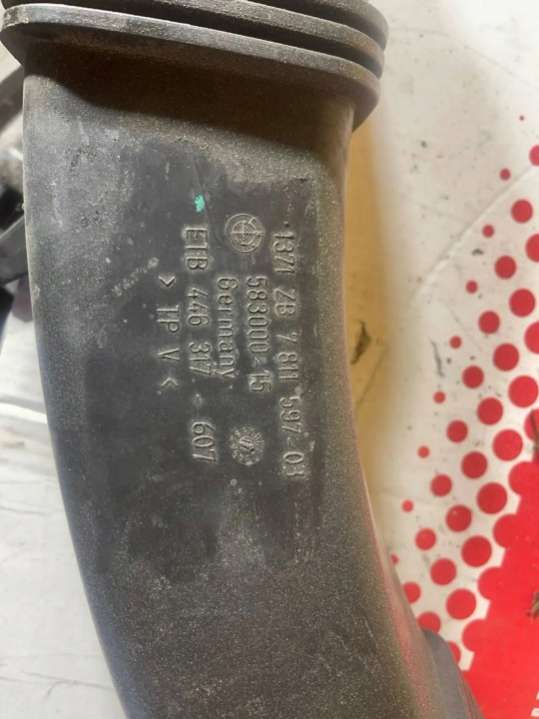 1371 ZB 7 811 597-03
583000-15
Germany
E1B 446 317 - 607
> TP V <